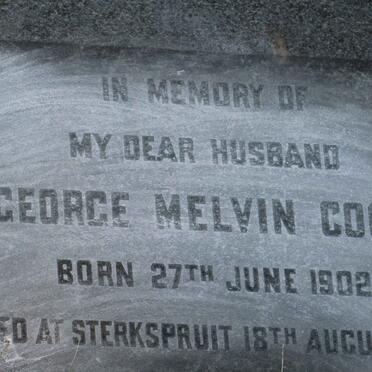 IN MEMORY OF
MY DEAR HUSBAND
GEORGE MELVIN
BORN 27TH JUNE 1902
AT STERKSPRUIT 18TH